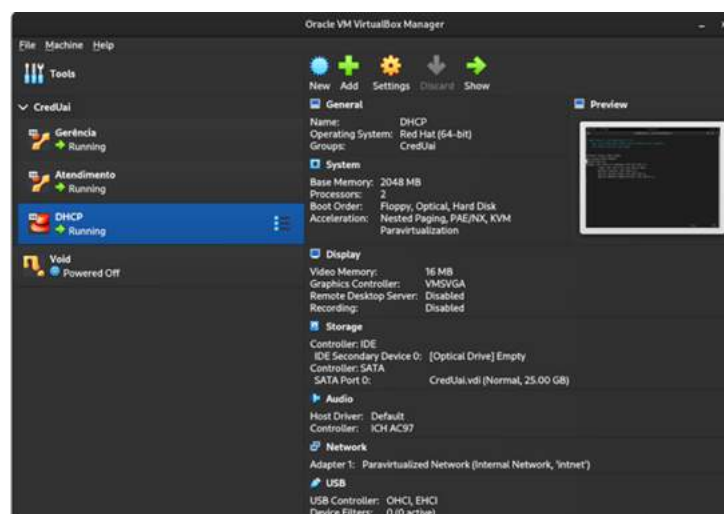 Oracle VM VirtualBox Manager
File Machine Help
Tools
New Add Settings Discard Show
CredUai
Gerência
Running
Atendimento
Running
DHCP
Running
Void
Powered Off
General
Name: DHCP
Operating System: Red Hat (64-bit)
Groups: CredUai
System
Base Memory: 2048 MB
Processors: 2
Boot Order: Floppy, Optical, Hard Disk
Acceleration: Nested Paging, PAE/NX, KVM
Paravirtualization
Display
Video Memory: 16 MB
Graphics Controller: VMSVGA
Remote Desktop Server: Disabled
Recording: Disabled
Storage
Controller: IDE
IDE Secondary Device 0: [Optical Drive] Empty
Controller: SATA
SATA Port 0: CredUai.vdi (Normal, 25.00 GB)
Audio
Host Driver: Default
Controller: ICH AC97
Network
Adapter 1: Paravirtualized Network (Internal Network, 'intnet')
USB
USB Controller: OHCI, EHCI
Device Filters: 0 (0 active)
Preview